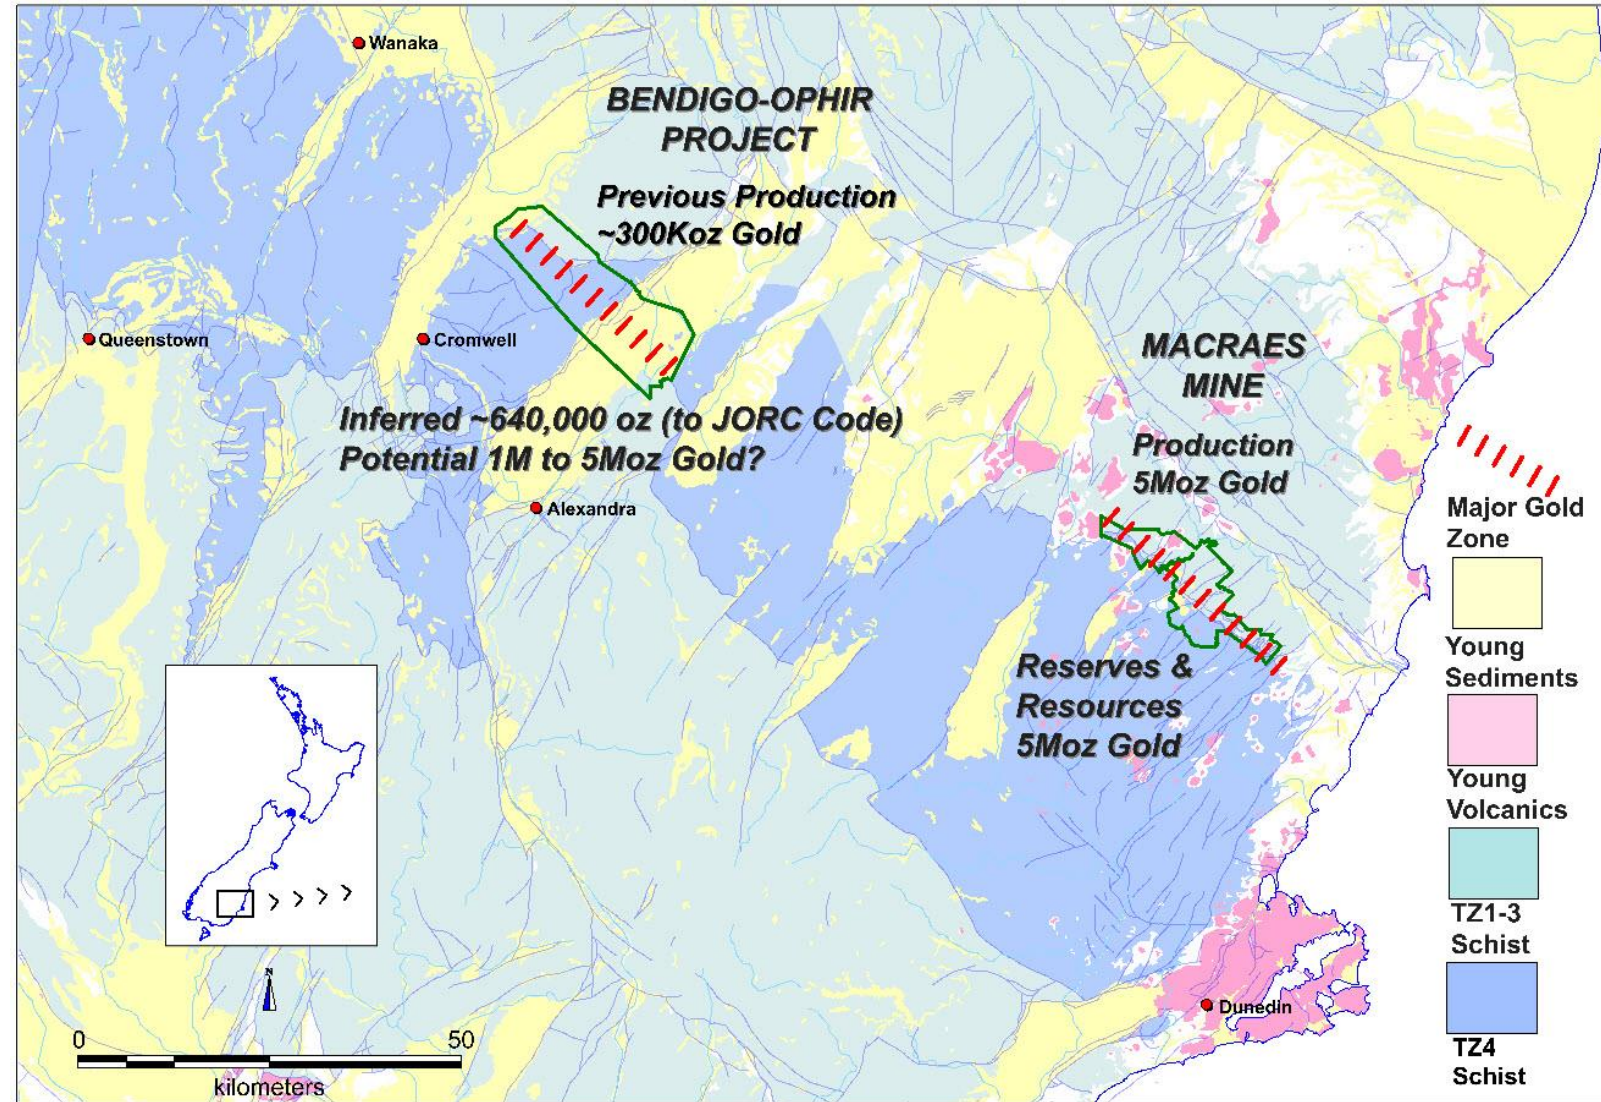 Wanaka
BENDIGO-OPHIR
PROJECT
Previous Production
~300Koz Gold
Queenstown
Cromwell
Inferred ~640,000 oz (to JORC Code)
Potential 1M to 5Moz Gold?
Alexandra
MACRAES
MINE
Production
5Moz Gold
Reserves &
Resources
5Moz Gold
Dunedin
Major Gold
Zone
Young
Sediments
Young
Volcanics
TZ1-3
Schist
TZ4
Schist
N
0 50
kilometers